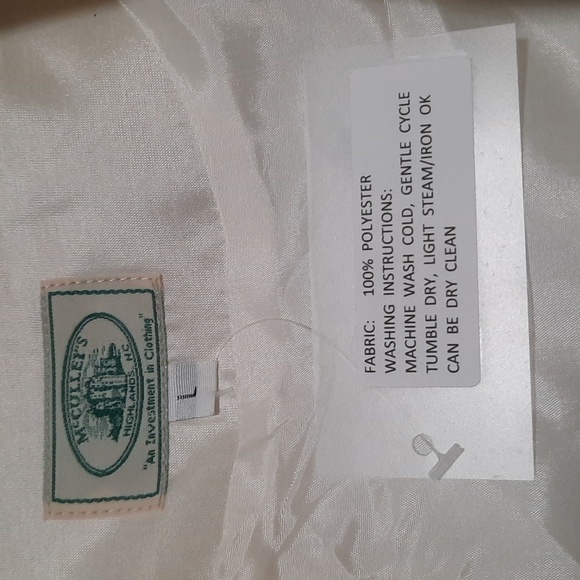 McCULLEY'S
HIGHLANDS, N.C.
"An Investment in Clothing"
L
FABRIC: 100% POLYESTER
WASHING INSTRUCTIONS:
MACHINE WASH COLD, GENTLE CYCLE
TUMBLE DRY, LIGHT STEAM/IRON OK
CAN BE DRY CLEAN